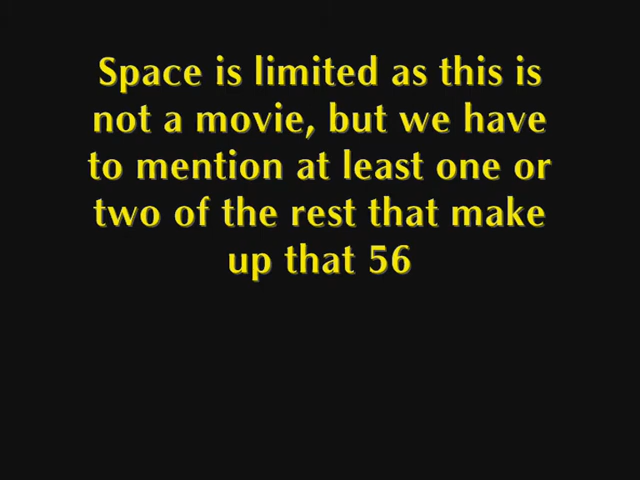 Space is limited as this is
not a movie, but we have
to mention at least one or
two of the rest that make
up that 56